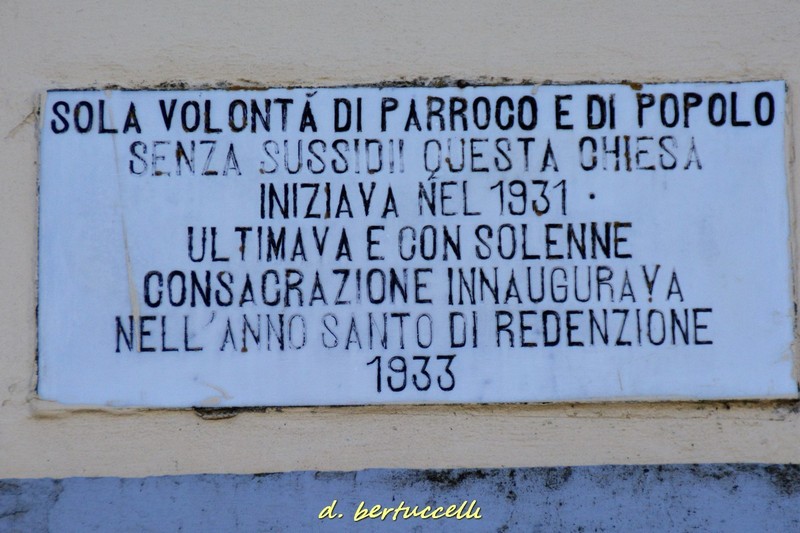 SOLA VOLONTÁ DI PARROCO E DI POPOLO
SENZA SUSSIDII QUESTA CHIESA
INIZIAVA NEL 1931 ·
ULTIMAVA E CON SOLENNE
CONSACRAZIONE INNAUGURAVA
NELL'ANNO SANTO DI REDENZIONE
1933
d. bertuccelli